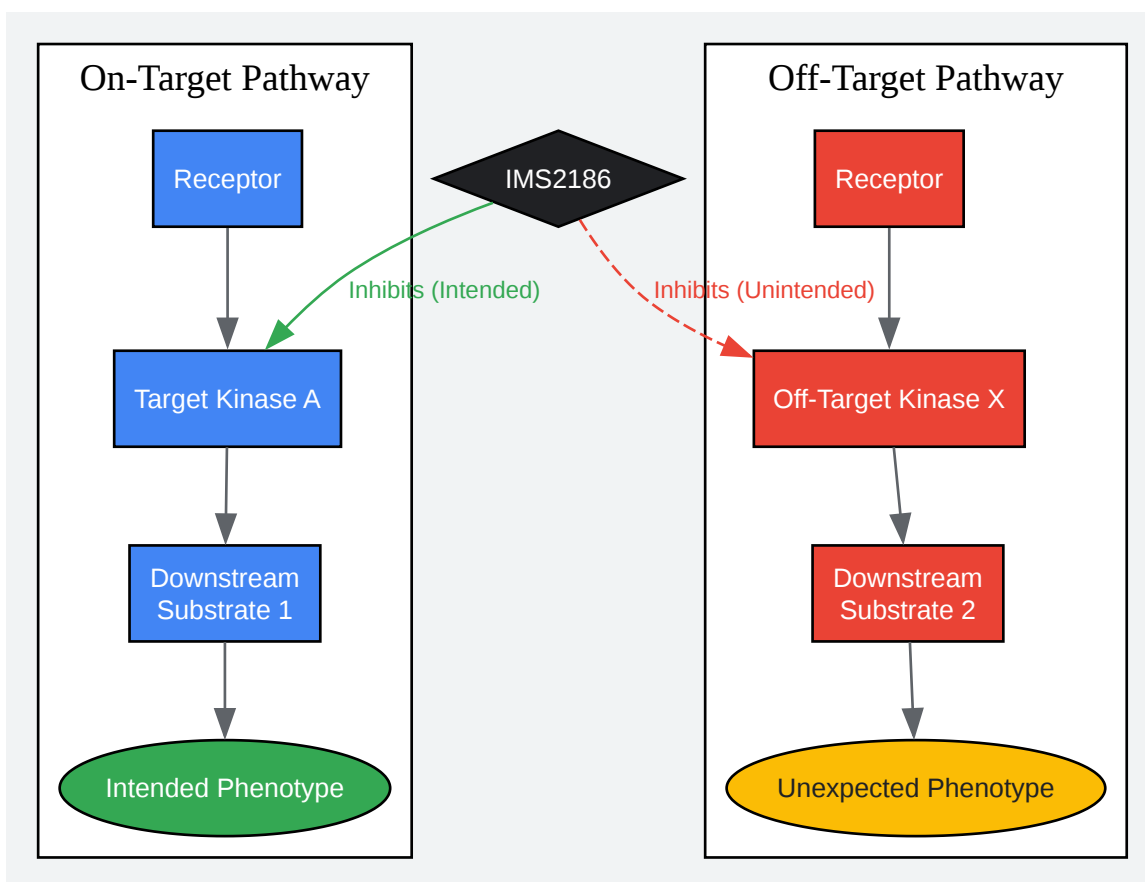 On-Target Pathway
Off-Target Pathway
Receptor
IMS2186
Receptor
Inhibits (Intended)
Inhibits (Unintended)
Target Kinase A
Off-Target Kinase X
Downstream
Substrate 1
Downstream
Substrate 2
Intended Phenotype
Unexpected Phenotype